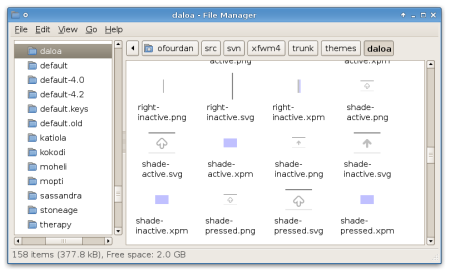 daloa - File Manager
File Edit View Go Help
ofourdan src svn xfwm4 trunk themes daloa
daloa
default
default-4.0
default-4.2
default.keys
default.old
katiola
kokodi
moheli
mopti
sassandra
stoneage
therapy
active.png
active.xpm
right-
inactive.png
right-
inactive.svg
right-
inactive.xpm
shade-
active.png
shade-
active.svg
shade-
active.xpm
shade-
inactive.png
shade-
inactive.svg
shade-
inactive.xpm
shade-
pressed.png
shade-
pressed.svg
shade-
pressed.xpm
158 items (377.8 kB), Free space: 2.0 GB